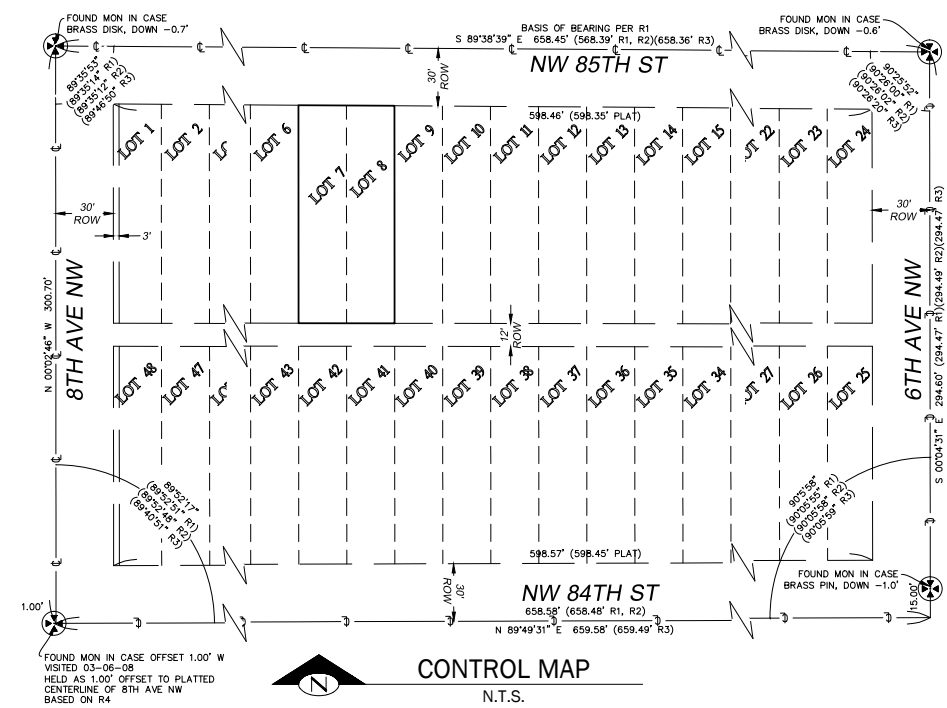 FOUND MON IN CASE
BRASS DISK, DOWN -0.7'
BASIS OF BEARING PER R1
S 89°38'39" E 658.45' (568.39' R1, R2)(658.36' R3)
FOUND MON IN CASE
BRASS DISK, DOWN -0.6'
NW 85TH ST
89°35'53"
(89°35'14" R1)
(89°35'12" R2)
(89°46'50" R3)
30'
ROW
90°25'52"
(90°26'00" R1)
(90°26'02" R2)
(90°26'20" R3)
598.46' (598.35' PLAT)
LOT 1
LOT 2
LOT 6
LOT 7
LOT 8
LOT 9
LOT 10
LOT 11
LOT 12
LOT 13
LOT 14
LOT 15
LOT 22
LOT 23
LOT 24
30'
ROW
3'
30'
ROW
8TH AVE NW
N 00°02'46" W 300.70'
12'
ROW
6TH AVE NW
S 00°04'31" E 294.60' (294.47' R1)(294.49' R2)(294.47' R3)
LOT 48
LOT 47
LOT 43
LOT 42
LOT 41
LOT 40
LOT 39
LOT 38
LOT 37
LOT 36
LOT 35
LOT 34
LOT 27
LOT 26
LOT 25
89°52'17"
(89°52'51" R1)
(89°52'48" R2)
(89°40'51" R3)
90°5'58"
(90°05'55" R1)
(90°05'58" R2)
(90°05'59" R3)
598.57' (598.45' PLAT)
30'
ROW
NW 84TH ST
658.58' (658.48' R1, R2)
N 89°49'31" E 659.58' (659.49' R3)
FOUND MON IN CASE
BRASS PIN, DOWN -1.0'
15.00'
1.00'
FOUND MON IN CASE OFFSET 1.00' W
VISITED 03-06-08
HELD AS 1.00' OFFSET TO PLATTED
CENTERLINE OF 8TH AVE NW
BASED ON R4
N
CONTROL MAP
N.T.S.